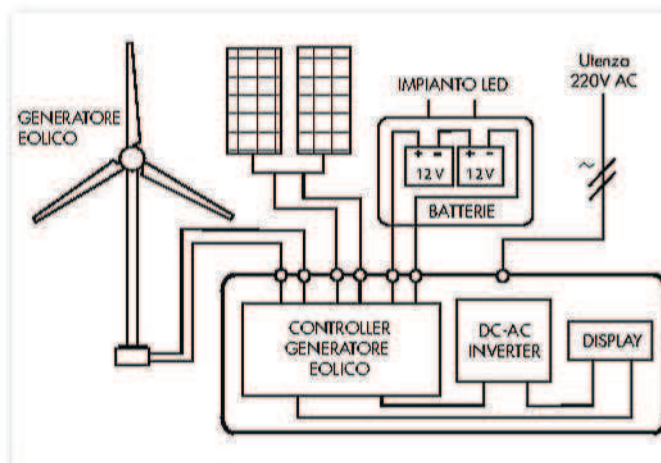 GENERATORE
EOLICO
IMPIANTO LED
Utenza
220V AC
+ − + −
12 V 12 V
BATTERIE
~
CONTROLLER
GENERATORE
EOLICO
DC-AC
INVERTER
DISPLAY